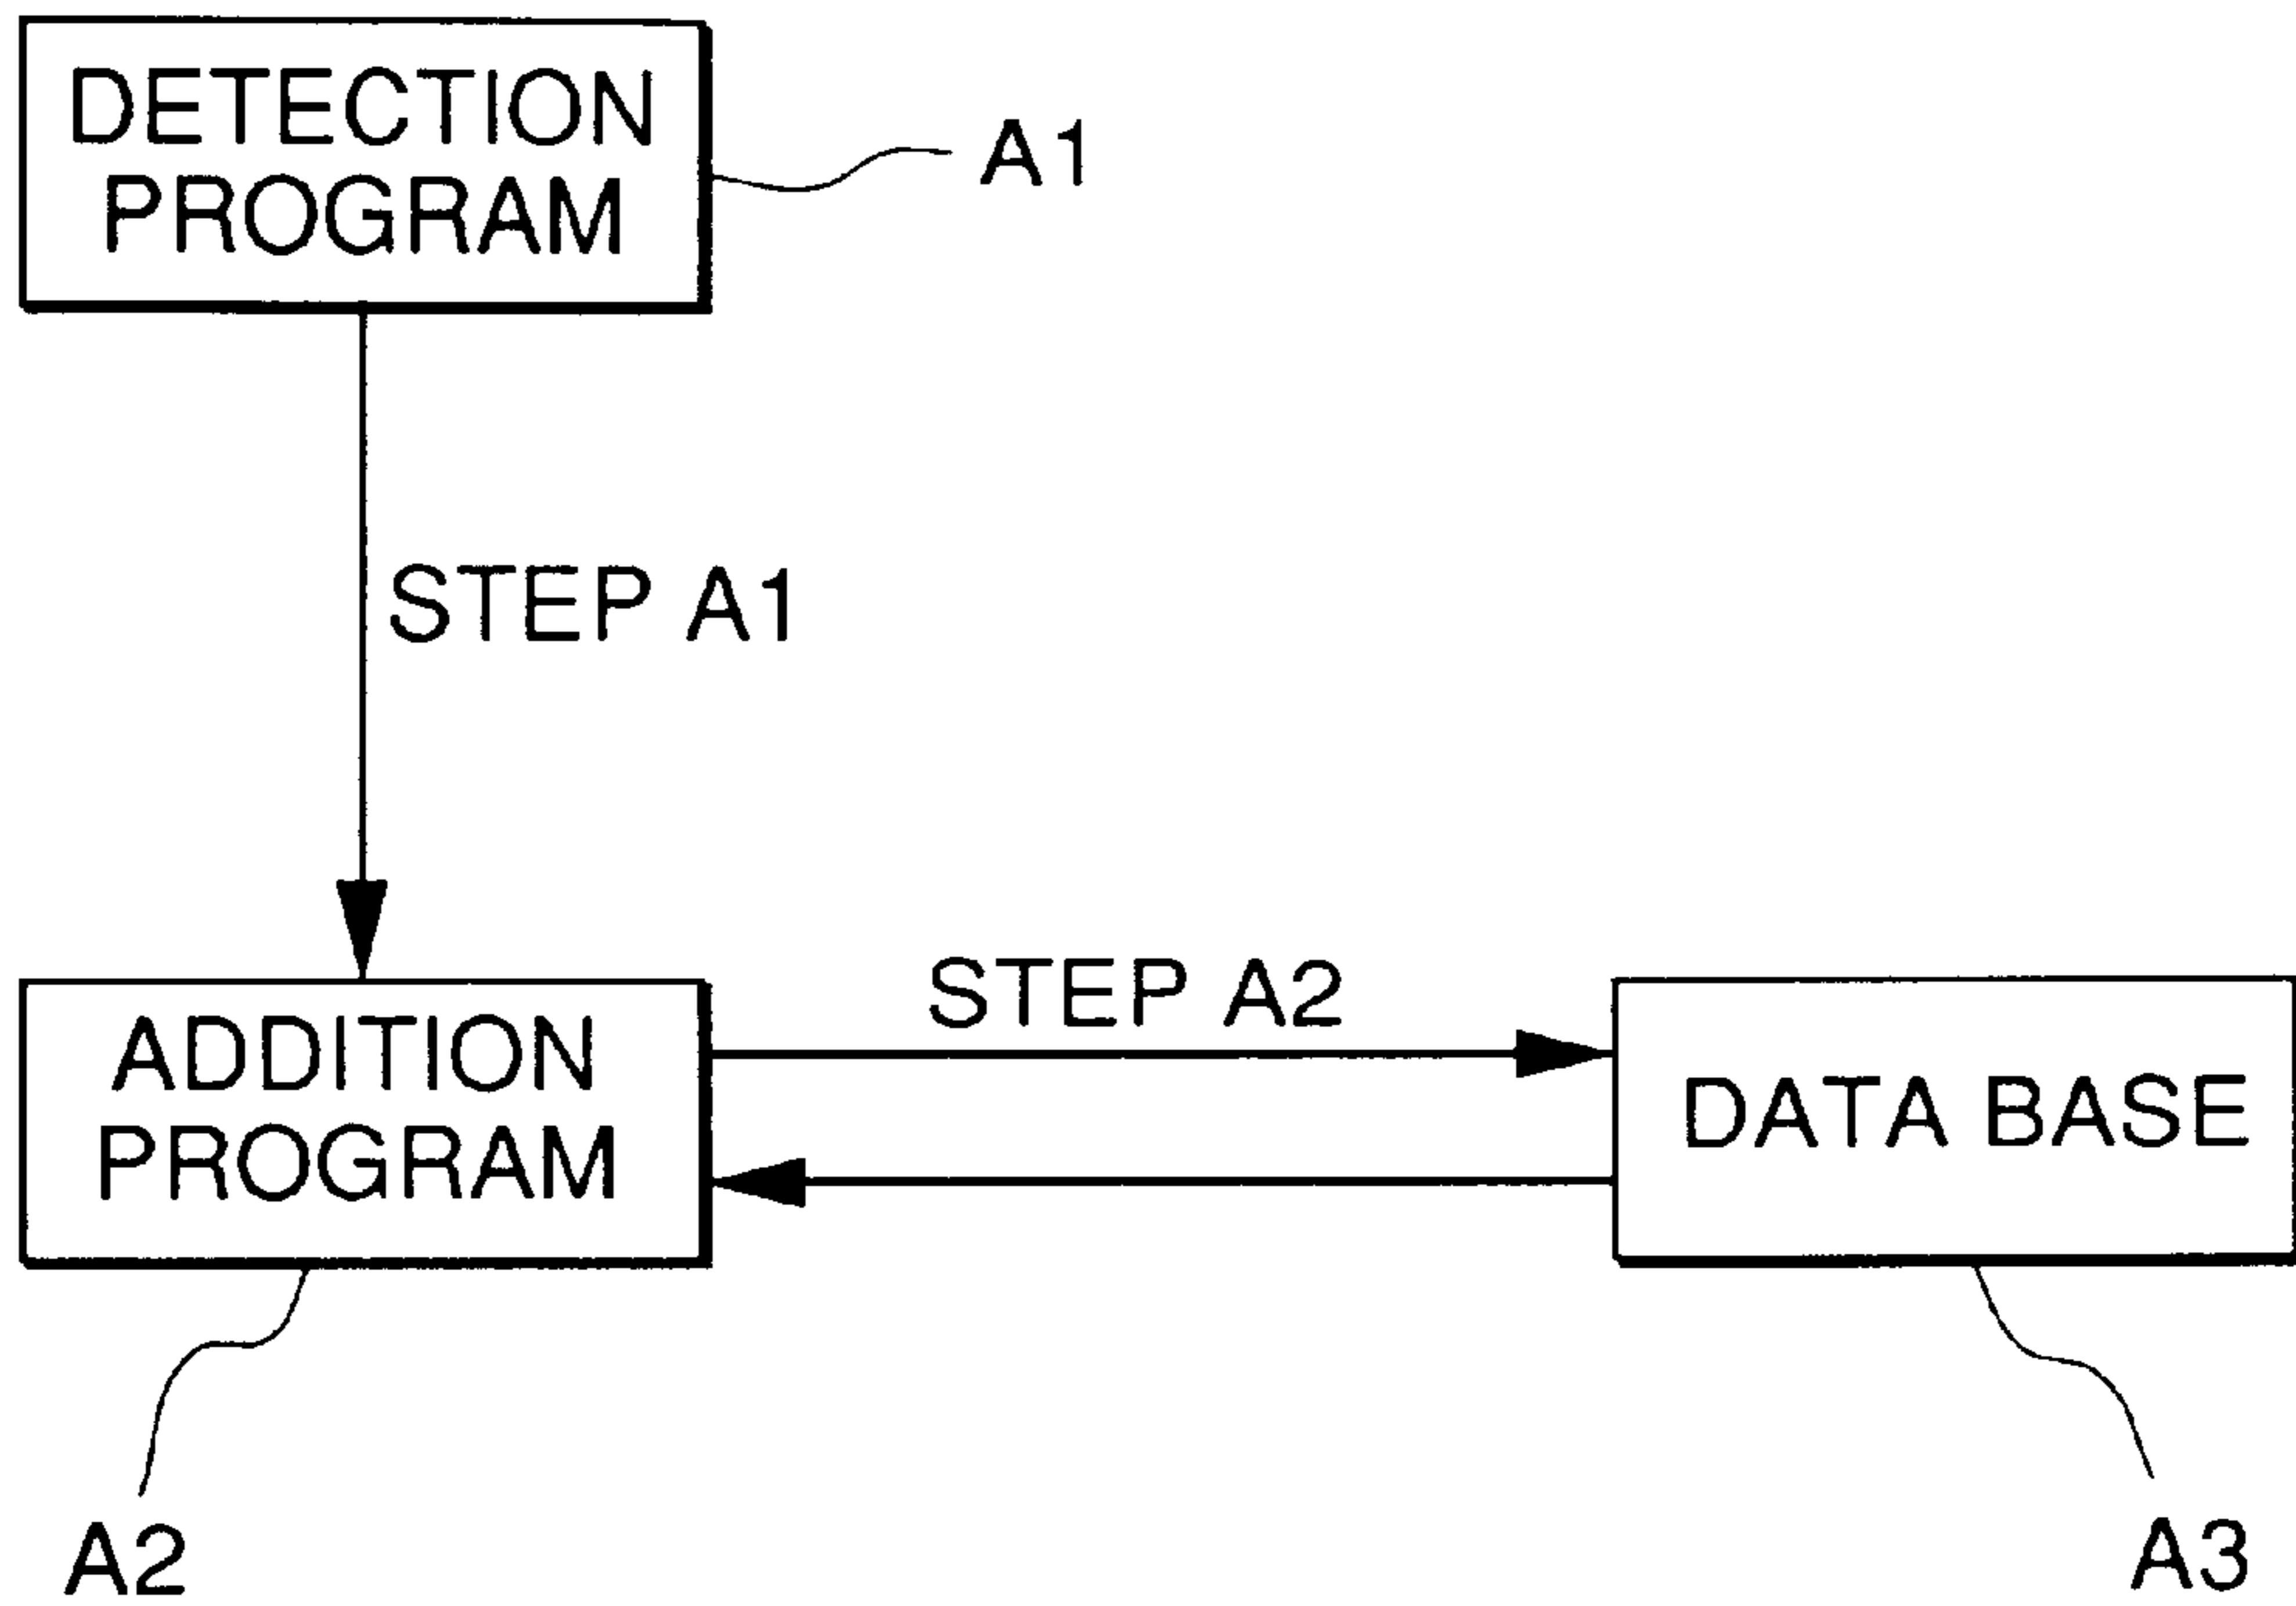 DETECTION
PROGRAM
A1
STEP A1
STEP A2
ADDITION
PROGRAM
DATA BASE
A2
A3